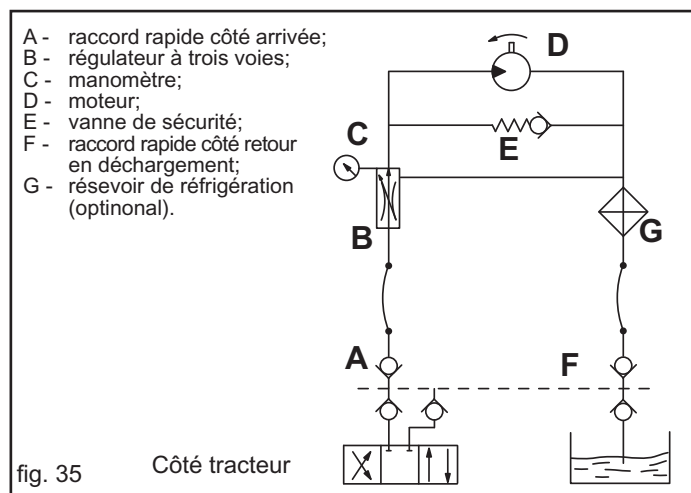 A - raccord rapide côté arrivée;
B - régulateur à trois voies;
C - manomètre;
D - moteur;
E - vanne de sécurité;
F - raccord rapide côté retour
en déchargement;
G - résevoir de réfrigération
(optinonal).
D
C
E
B
G
A
F
fig. 35
Côté tracteur